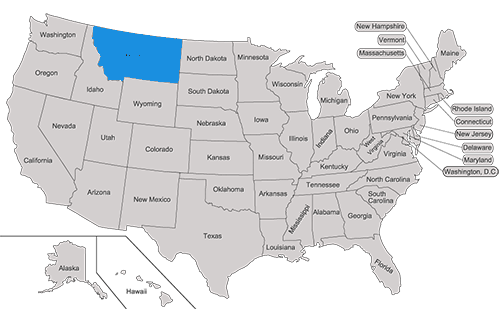 New Hampshire
Vermont
Massachusetts
Washington
Maine
Oregon
Idaho
North Dakota
Minnesota
Wisconsin
Michigan
New York
South Dakota
Wyoming
Rhode Island
Connecticut
New Jersey
Delaware
Maryland
Washington, D.C
Nevada
Utah
Colorado
Nebraska
Iowa
Illinois
Indiana
Ohio
Pennsylvania
West
Virginia
Virginia
California
Kansas
Missouri
Kentucky
North Carolina
Tennessee
South
Carolina
Arizona
New Mexico
Oklahoma
Arkansas
Mississippi
Alabama
Georgia
Texas
Louisiana
Florida
Alaska
Hawaii